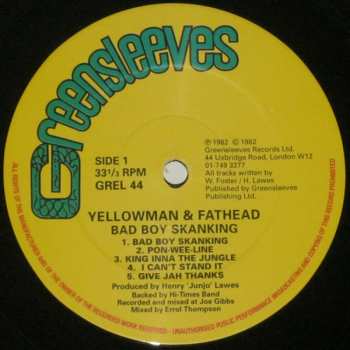 Greensleeves
SIDE 1
33⅓ RPM
GREL 44
℗ 1982 © 1982
Greensleeves Records Ltd.
44 Uxbridge Road, London W12
01-749 3277
All tracks written by
W. Foster / H. Lawes
Published by Greensleeves
Publishing Ltd.
YELLOWMAN & FATHEAD
BAD BOY SKANKING
1. BAD BOY SKANKING
2. PON-WEE-LINE
3. KING INNA THE JUNGLE
4. I CAN'T STAND IT
5. GIVE JAH THANKS
Produced by Henry 'Junjo' Lawes
Backed by Hi-Times Band
Recorded and mixed at Joe Gibbs
Mixed by Errol Thompson
ALL RIGHTS OF THE MANUFACTURER AND OF THE OWNER OF THE RECORDED WORK RESERVED—UNAUTHORISED PUBLIC PERFORMANCE BROADCASTING AND COPYING OF THIS RECORD PROHIBITED